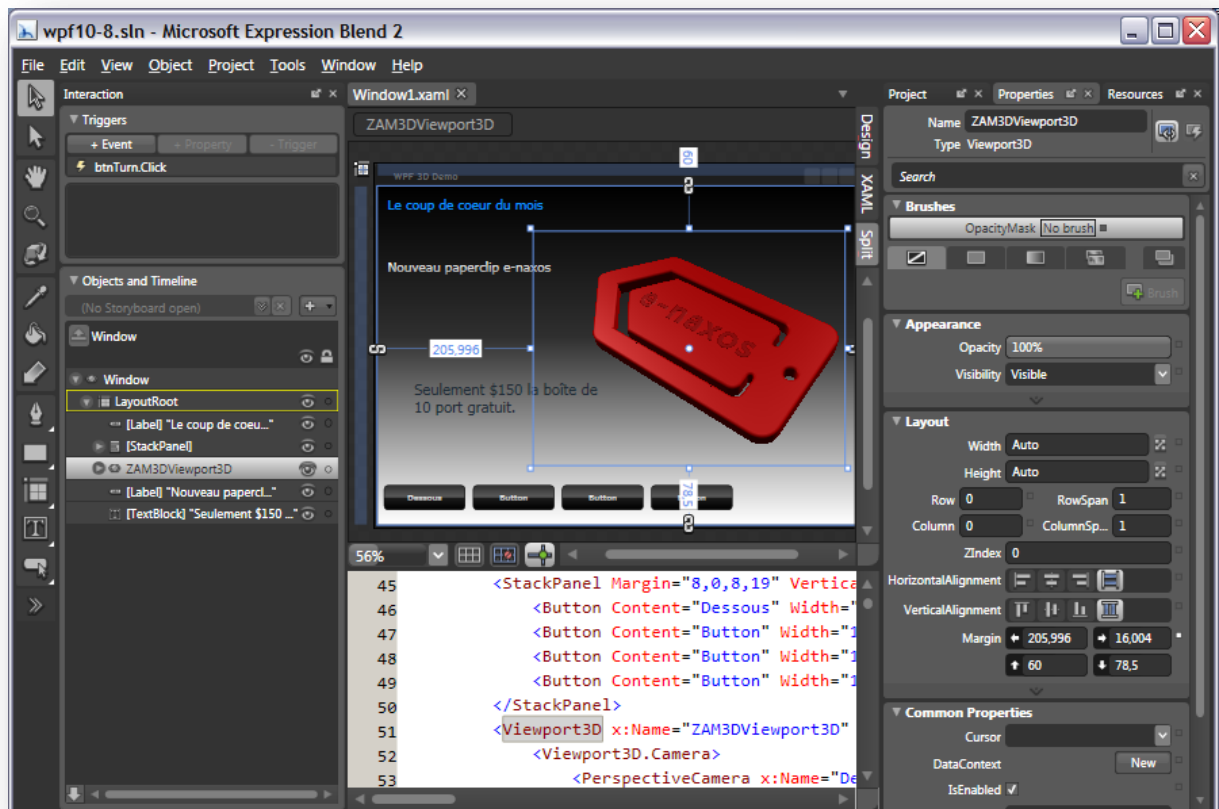 wpf10-8.sln - Microsoft Expression Blend 2
File Edit View Object Project Tools Window Help
Interaction
Triggers
+ Event + Property - Trigger
btnTurn.Click
Objects and Timeline
(No Storyboard open)
Window
Window
LayoutRoot
[Label] "Le coup de coeu..."
[StackPanel]
ZAM3DViewport3D
[Label] "Nouveau papercl..."
[TextBlock] "Seulement $150 ..."
Window1.xaml
ZAM3DViewport3D
Design
XAML
Split
WPF 3D Demo
60
Le coup de coeur du mois
Nouveau paperclip e-naxos
e-naxos
205,996
Seulement $150 la boîte de
10 port gratuit.
78,5
Dessous Button Button
56%
45 <StackPanel Margin="8,0,8,19" Vertica
46 <Button Content="Dessous" Width="
47 <Button Content="Button" Width="1
48 <Button Content="Button" Width="1
49 <Button Content="Button" Width="1
50 </StackPanel>
51 <Viewport3D x:Name="ZAM3DViewport3D"
52 <Viewport3D.Camera>
53 <PerspectiveCamera x:Name="De
Project Properties Resources
Name ZAM3DViewport3D
Type Viewport3D
Search
Brushes
OpacityMask No brush
Brush
Appearance
Opacity 100%
Visibility Visible
Layout
Width Auto
Height Auto
Row 0 RowSpan 1
Column 0 ColumnSp... 1
ZIndex 0
HorizontalAlignment
VerticalAlignment
Margin 205,996 16,004
60 78,5
Common Properties
Cursor
DataContext New
IsEnabled